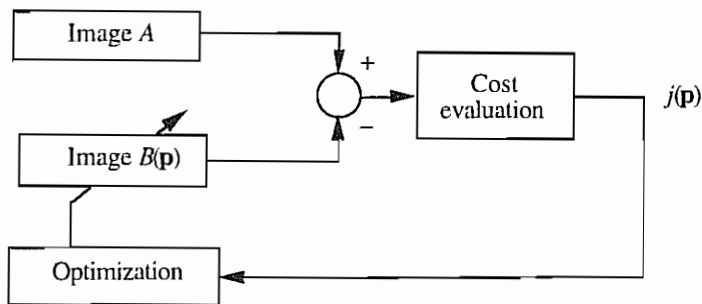 Image A
+
Cost
evaluation
j(p)
−
Image B(p)
Optimization